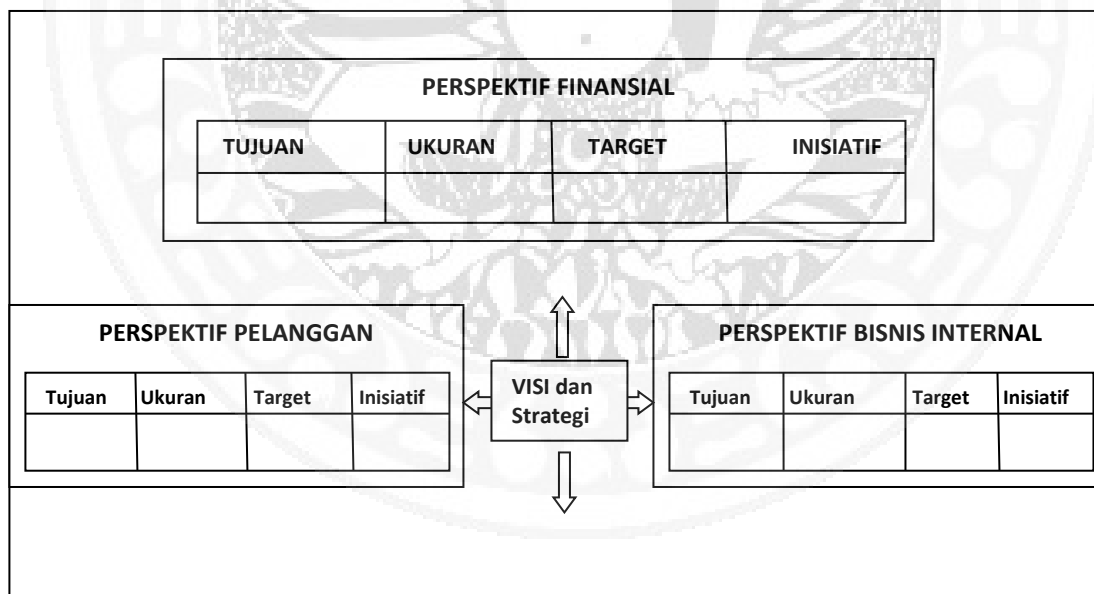 PERSPEKTIF FINANSIAL
TUJUAN UKURAN TARGET INISIATIF
PERSPEKTIF PELANGGAN
Tujuan Ukuran Target Inisiatif
VISI dan
Strategi
PERSPEKTIF BISNIS INTERNAL
Tujuan Ukuran Target Inisiatif